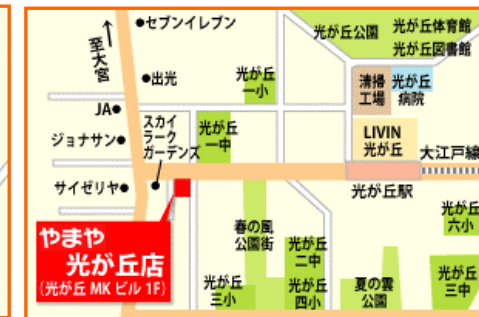 至大宮
●セブンイレブン
●出光
JA●
ジョナサン●
サイゼリヤ●
スカイ
ラーク
ガーデンズ
やまや
光が丘店
(光が丘 MK ビル 1F)
光が丘
一小
光が丘
一中
光が丘公園
光が丘体育館
光が丘図書館
清掃
工場
光が丘
病院
LIVIN
光が丘
大江戸線
光が丘駅
春の風
公園街
光が丘
二中
光が丘
三小
光が丘
四小
夏の雲
公園
光が丘
六小
光が丘
三中